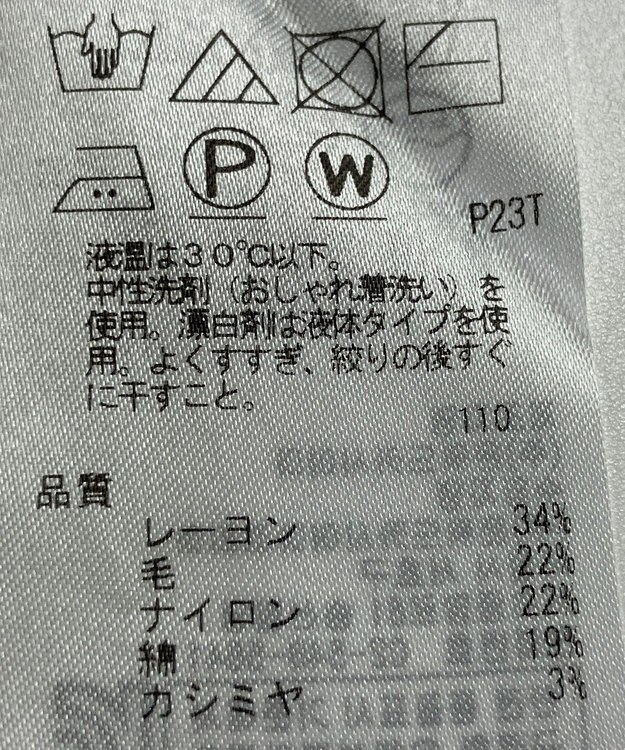 P
W
P23T
液温は30℃以下。
中性洗剤（おしゃれ着洗い）を
使用。漂白剤は液体タイプを使
用。よくすすぎ、絞りの後すぐ
に干すこと。
110
品質
レーヨン 34%
毛 22%
ナイロン 22%
綿 19%
カシミヤ 3%